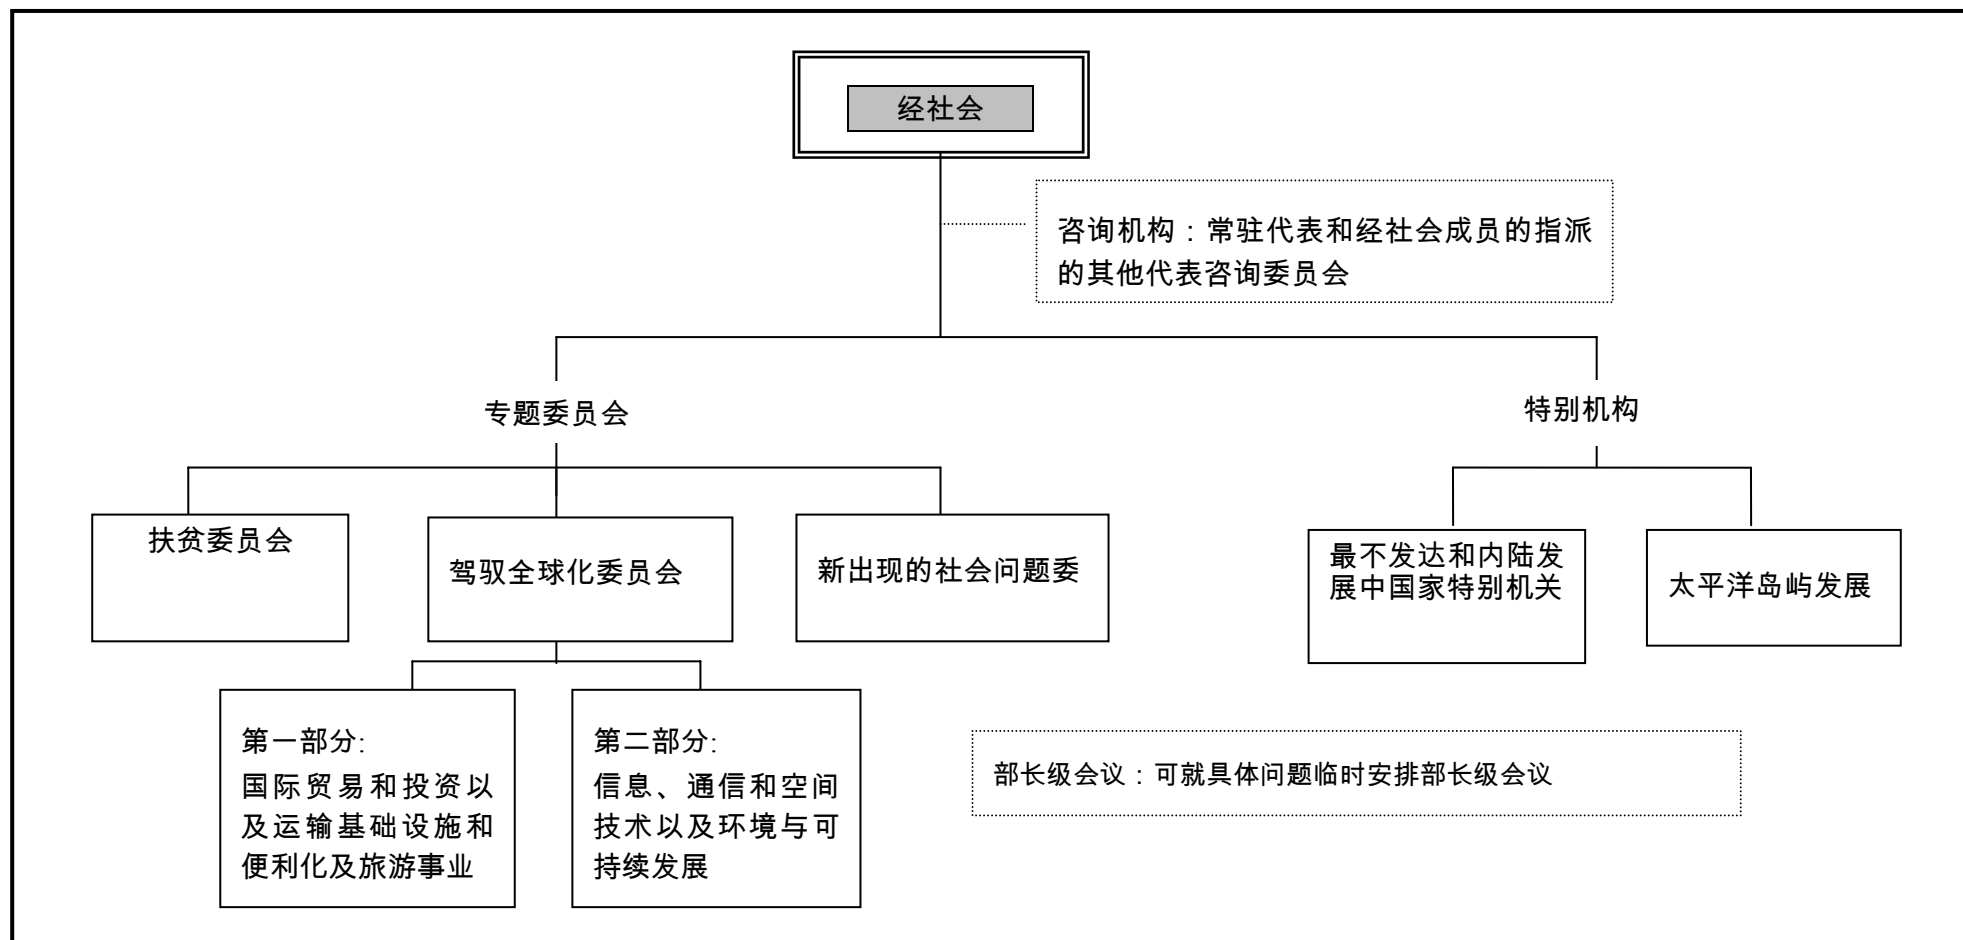 经社会
咨询机构：常驻代表和经社会成员的指派
的其他代表咨询委员会
专题委员会
特别机构
扶贫委员会
驾驭全球化委员会
新出现的社会问题委
最不发达和内陆发
展中国家特别机关
太平洋岛屿发展
第一部分:
国际贸易和投资以
及运输基础设施和
便利化及旅游事业
第二部分:
信息、通信和空间
技术以及环境与可
持续发展
部长级会议：可就具体问题临时安排部长级会议